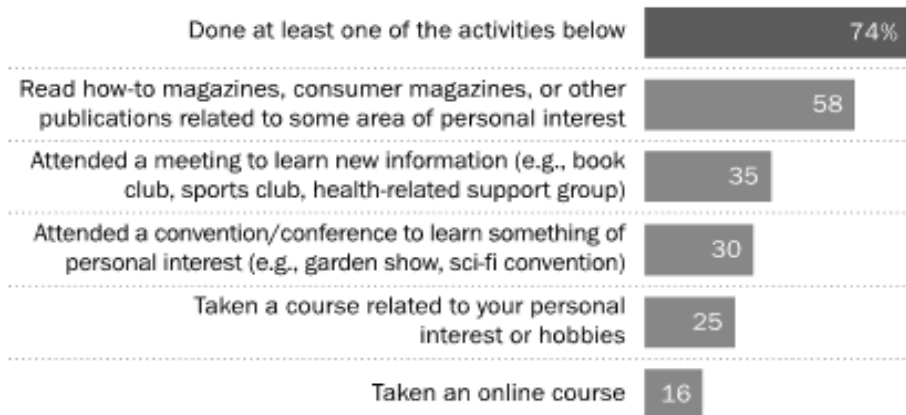 Done at least one of the activities below 74%
Read how-to magazines, consumer magazines, or other
publications related to some area of personal interest 58
Attended a meeting to learn new information (e.g., book
club, sports club, health-related support group) 35
Attended a convention/conference to learn something of
personal interest (e.g., garden show, sci-fi convention) 30
Taken a course related to your personal
interest or hobbies 25
Taken an online course 16